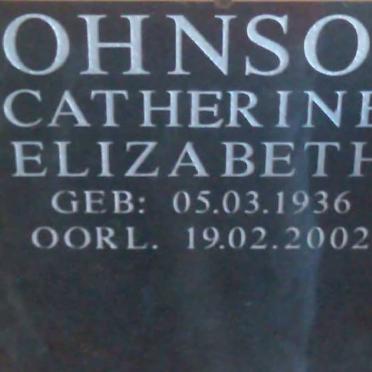 OHNSO
CATHERINE
ELIZABETH
GEB: 05.03.1936
OORL. 19.02.2002